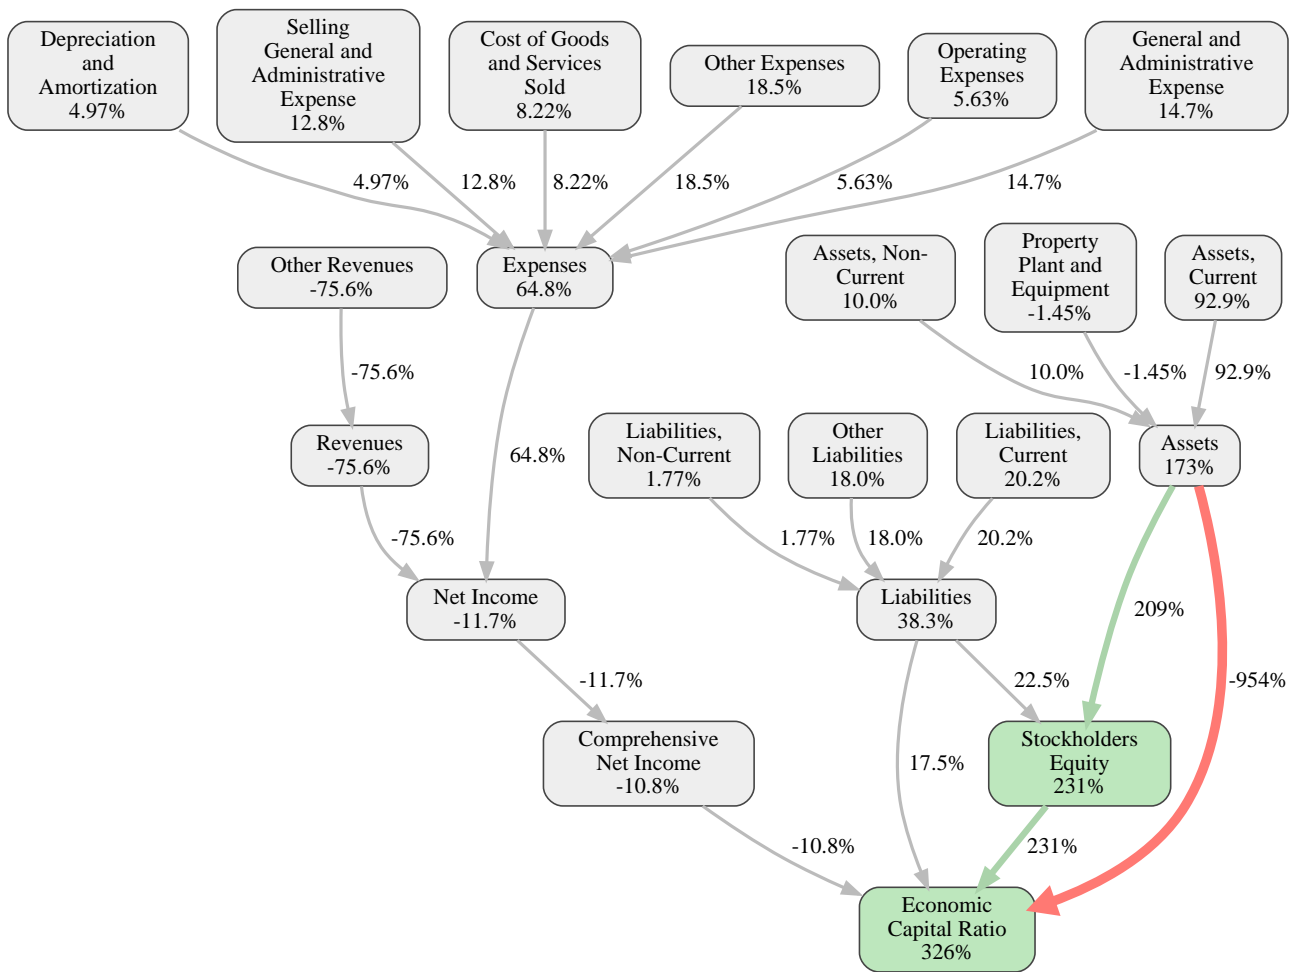 Depreciation
and
Amortization
4.97%
Selling
General and
Administrative
Expense
12.8%
Cost of Goods
and Services
Sold
8.22%
Other Expenses
18.5%
Operating
Expenses
5.63%
General and
Administrative
Expense
14.7%
4.97%
12.8%
8.22%
18.5%
5.63%
14.7%
Other Revenues
-75.6%
Expenses
64.8%
Assets, Non-
Current
10.0%
Property
Plant and
Equipment
-1.45%
Assets,
Current
92.9%
-75.6%
10.0%
-1.45%
92.9%
Revenues
-75.6%
64.8%
Liabilities,
Non-Current
1.77%
Other
Liabilities
18.0%
Liabilities,
Current
20.2%
Assets
173%
-75.6%
1.77%
18.0%
20.2%
Net Income
-11.7%
Liabilities
38.3%
209%
-11.7%
22.5%
-954%
Comprehensive
Net Income
-10.8%
17.5%
Stockholders
Equity
231%
-10.8%
231%
Economic
Capital Ratio
326%